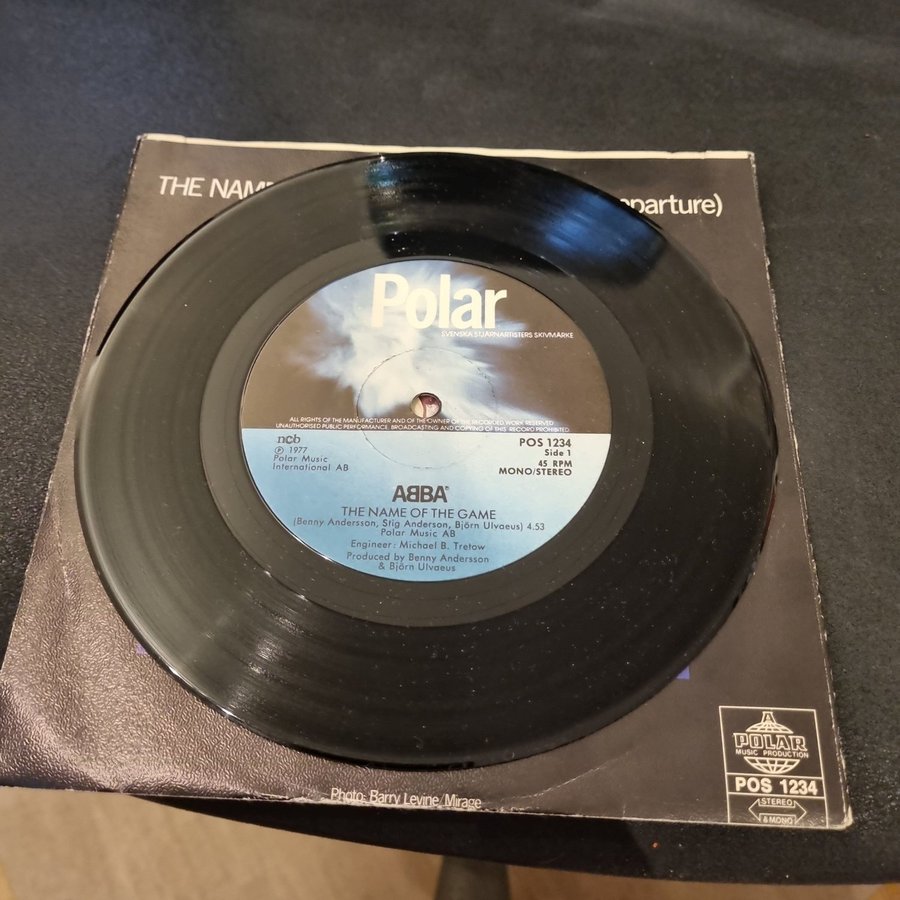 THE NAM
parture)
Polar
SVENSKA STJÄRNARTISTERS SKIVMÄRKE
ALL RIGHTS OF THE MANUFACTURER AND OF THE OWNER OF THE RECORDED WORK RESERVED
UNAUTHORISED PUBLIC PERFORMANCE, BROADCASTING AND COPYING OF THIS RECORD PROHIBITED
ncb
℗ 1977
Polar Music
International AB
POS 1234
Side 1
45 RPM
MONO/STEREO
ABBA®
THE NAME OF THE GAME
(Benny Andersson, Stig Anderson, Björn Ulvaeus) 4.53
Polar Music AB
Engineer: Michael B. Tretow
Produced by Benny Andersson
& Björn Ulvaeus
POLAR
MUSIC PRODUCTION
POS 1234
STEREO
& MONO
Photo: Barry Levine/Mirage